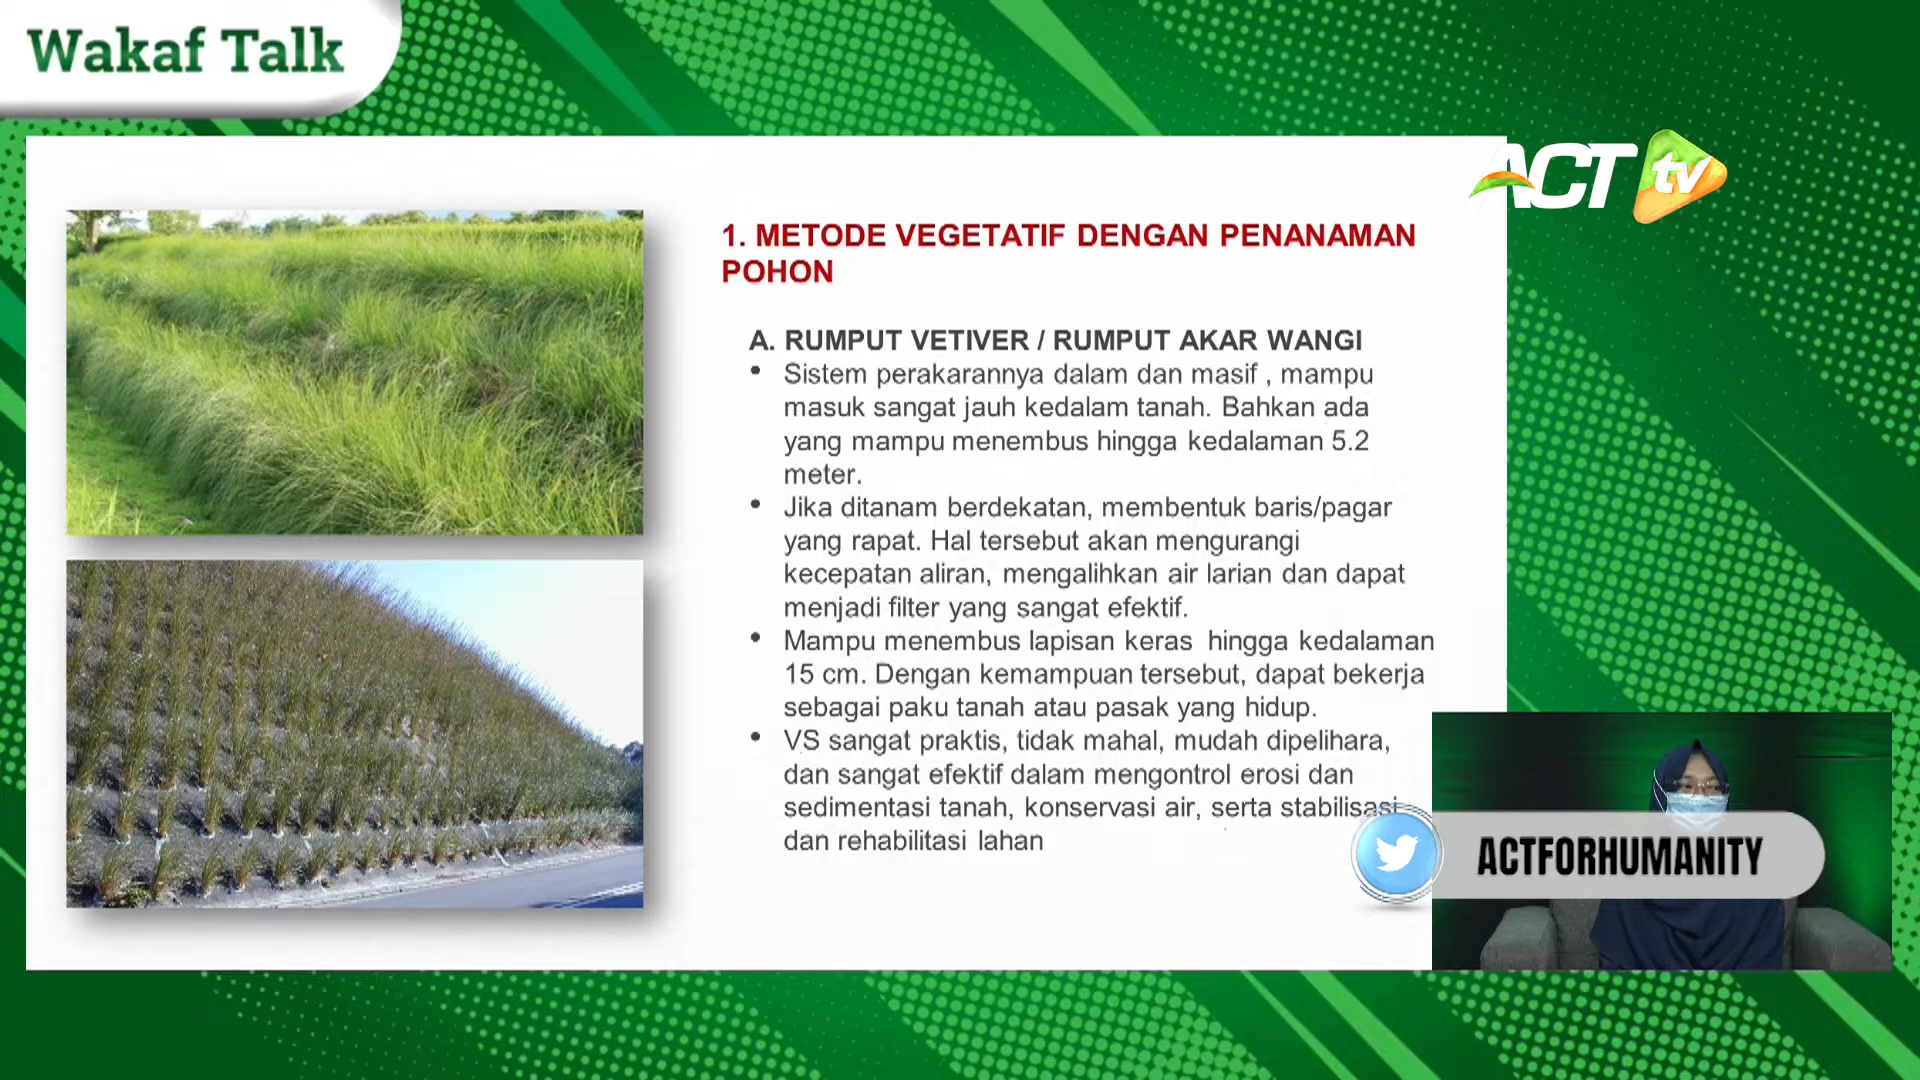 Wakaf Talk
ACT tv
1. METODE VEGETATIF DENGAN PENANAMAN
POHON
A. RUMPUT VETIVER / RUMPUT AKAR WANGI
• Sistem perakarannya dalam dan masif , mampu
masuk sangat jauh kedalam tanah. Bahkan ada
yang mampu menembus hingga kedalaman 5.2
meter.
• Jika ditanam berdekatan, membentuk baris/pagar
yang rapat. Hal tersebut akan mengurangi
kecepatan aliran, mengalihkan air larian dan dapat
menjadi filter yang sangat efektif.
• Mampu menembus lapisan keras hingga kedalaman
15 cm. Dengan kemampuan tersebut, dapat bekerja
sebagai paku tanah atau pasak yang hidup.
• VS sangat praktis, tidak mahal, mudah dipelihara,
dan sangat efektif dalam mengontrol erosi dan
sedimentasi tanah, konservasi air, serta stabilisasi
dan rehabilitasi lahan
ACTFORHUMANITY